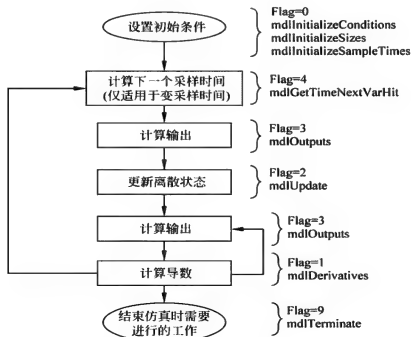 设置初始条件
Flag=0
mdlInitializeConditions
mdlInitializeSizes
mdlInitializeSampleTimes
计算下一个采样时间
(仅适用于变采样时间)
Flag=4
mdlGetTimeNextVarHit
计算输出
Flag=3
mdlOutputs
更新离散状态
Flag=2
mdlUpdate
计算输出
Flag=3
mdlOutputs
计算导数
Flag=1
mdlDerivatives
结束仿真时需要
进行的工作
Flag=9
mdlTerminate